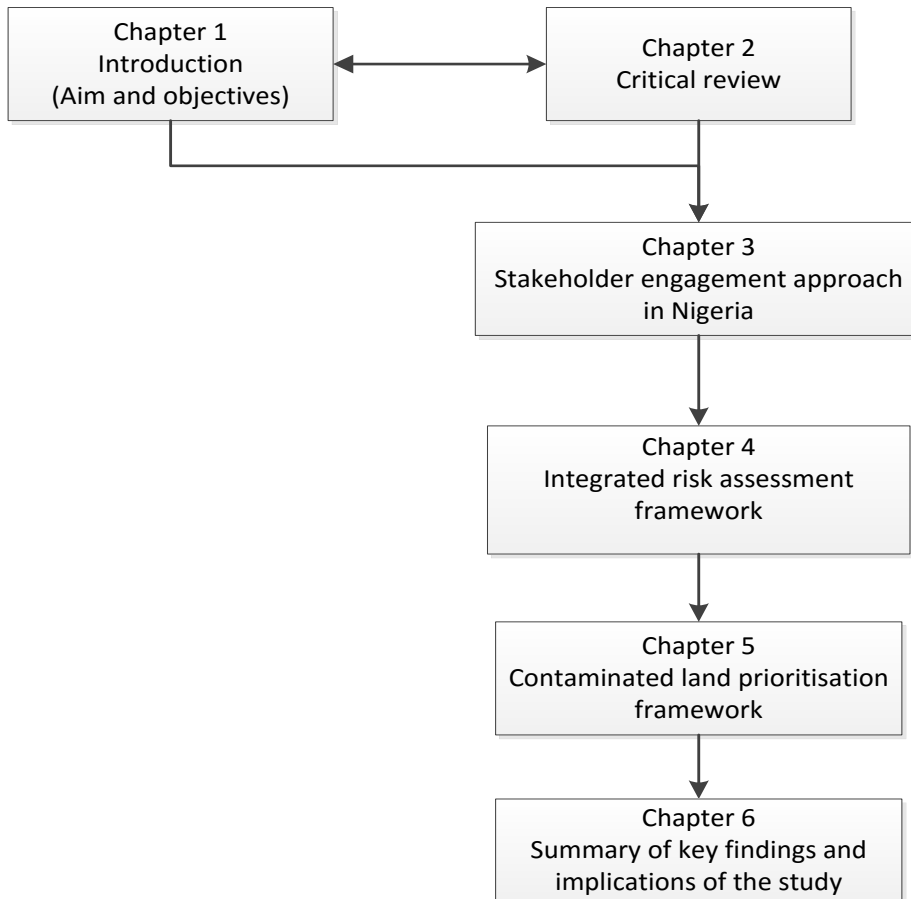 Chapter 1
Introduction
(Aim and objectives)
Chapter 2
Critical review
Chapter 3
Stakeholder engagement approach
in Nigeria
Chapter 4
Integrated risk assessment
framework
Chapter 5
Contaminated land prioritisation
framework
Chapter 6
Summary of key findings and
implications of the study